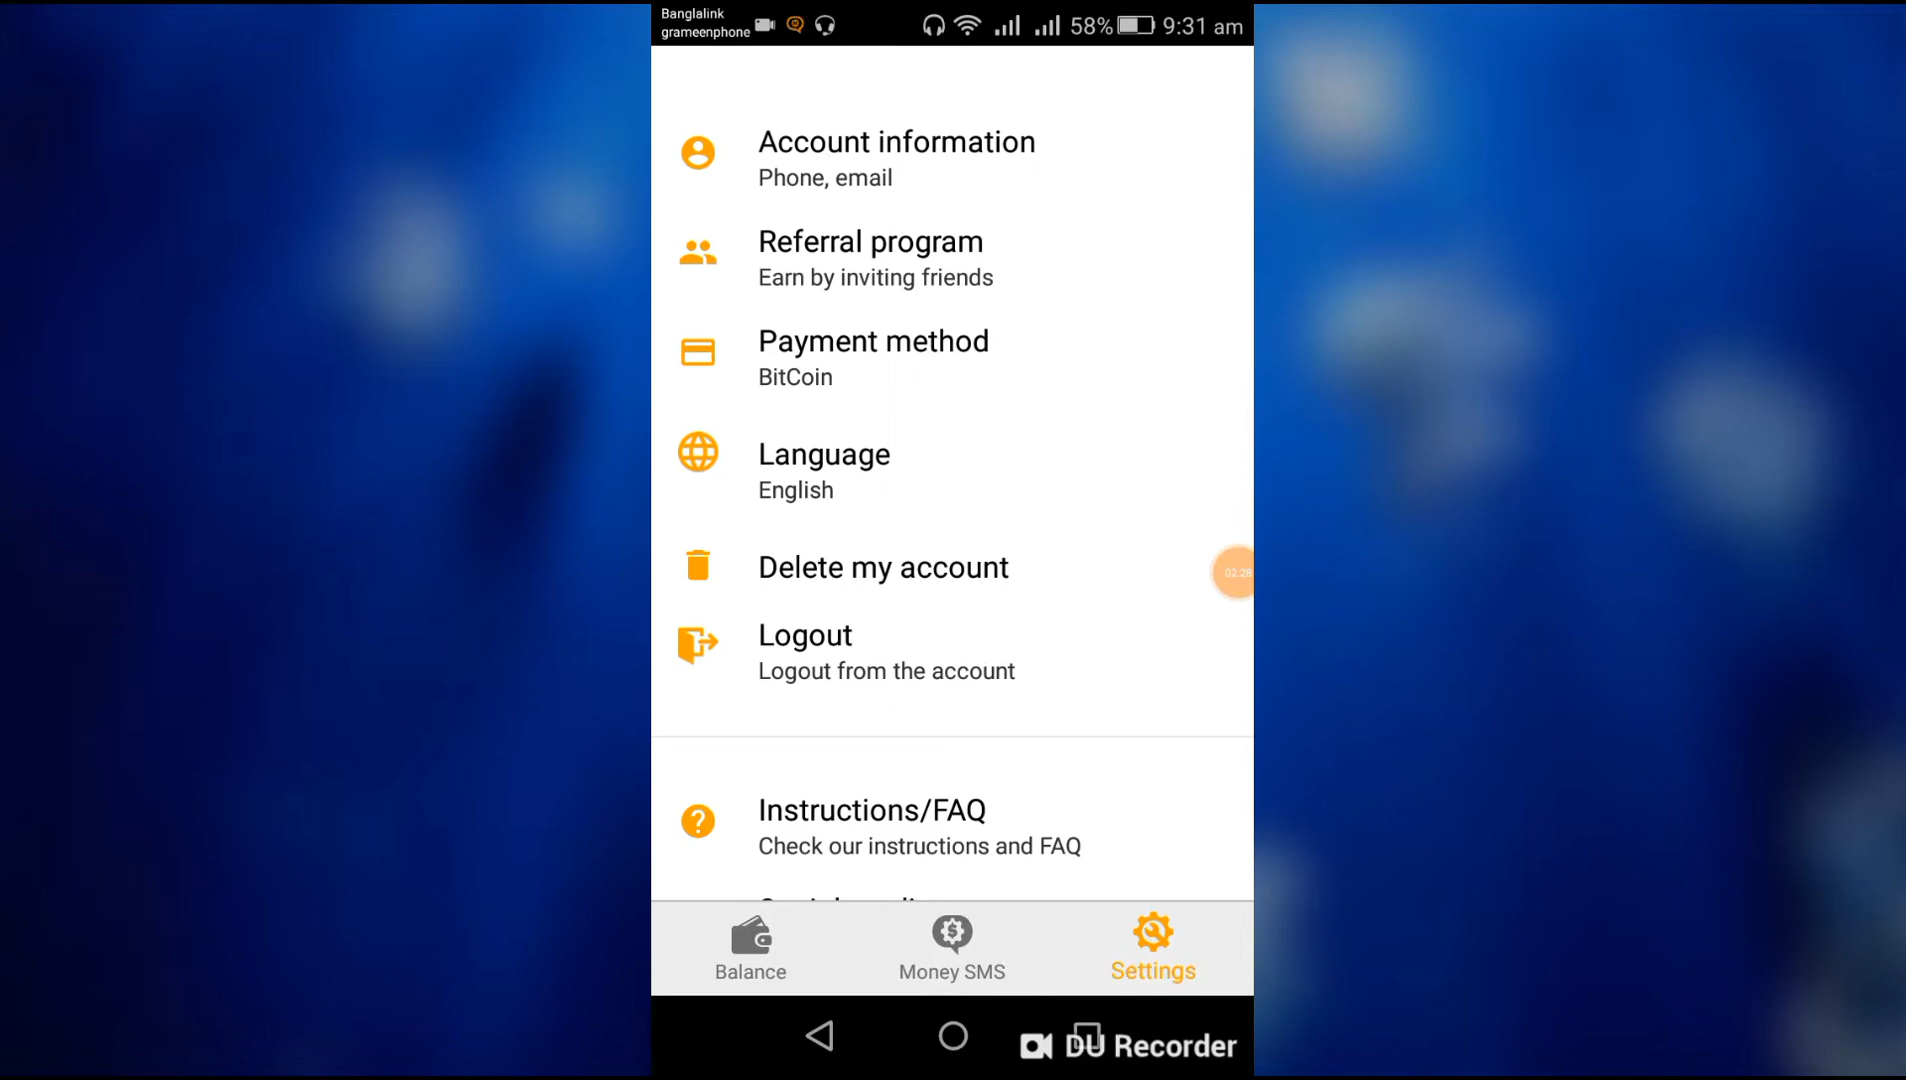 Banglalink
grameenphone
58% 9:31 am
Account information
Phone, email
Referral program
Earn by inviting friends
Payment method
BitCoin
Language
English
Delete my account
02:28
Logout
Logout from the account
Instructions/FAQ
Check our instructions and FAQ
Balance
Money SMS
Settings
DU Recorder